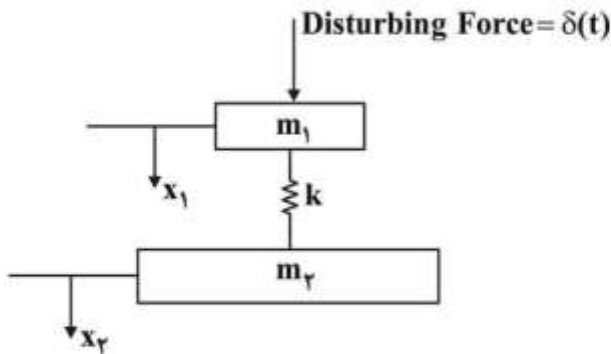 Disturbing Force = δ(t)
m۱
x۱
k
m۲
x۲